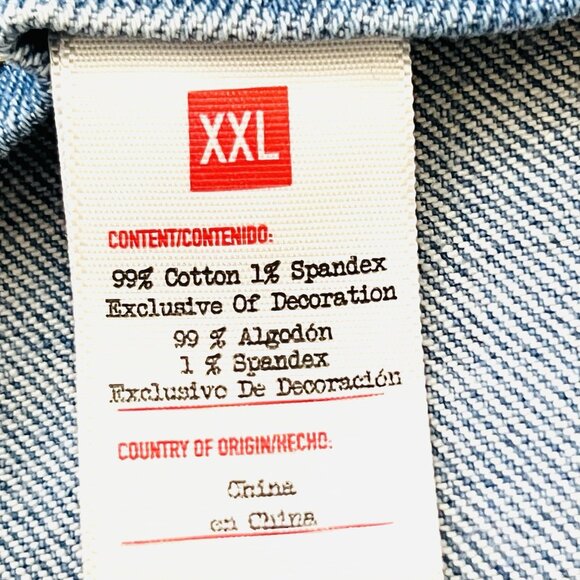 XXL
CONTENT/CONTENIDO:
99% Cotton 1% Spandex
Exclusive Of Decoration
99 % Algodón
1 % Spandex
Exclusivo De Decoración
COUNTRY OF ORIGIN/HECHO:
China
en China